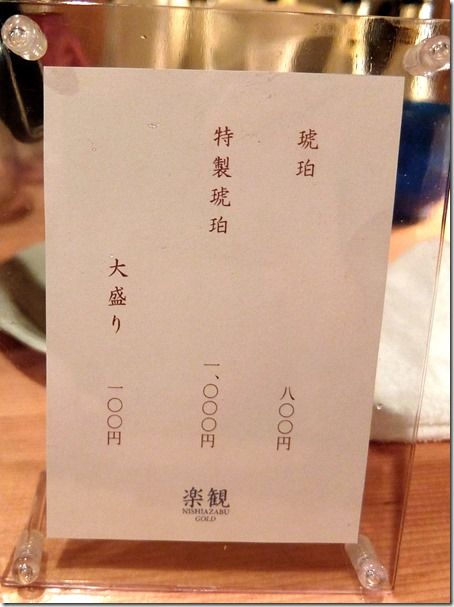 琥珀 八〇〇円
特製琥珀 一、〇〇〇円
大盛り 一〇〇円
楽観
NISHIAZABU
GOLD